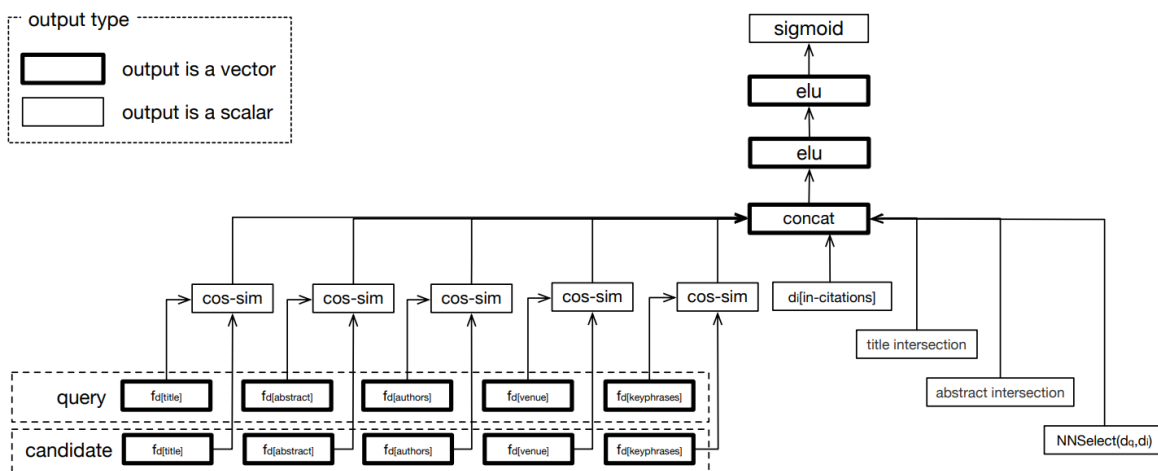 output type
output is a vector
output is a scalar
sigmoid
elu
elu
concat
cos-sim cos-sim cos-sim cos-sim cos-sim di[in-citations]
title intersection
abstract intersection
NNSelect(dq,di)
query fd[title] fd[abstract] fd[authors] fd[venue] fd[keyphrases]
candidate fd[title] fd[abstract] fd[authors] fd[venue] fd[keyphrases]